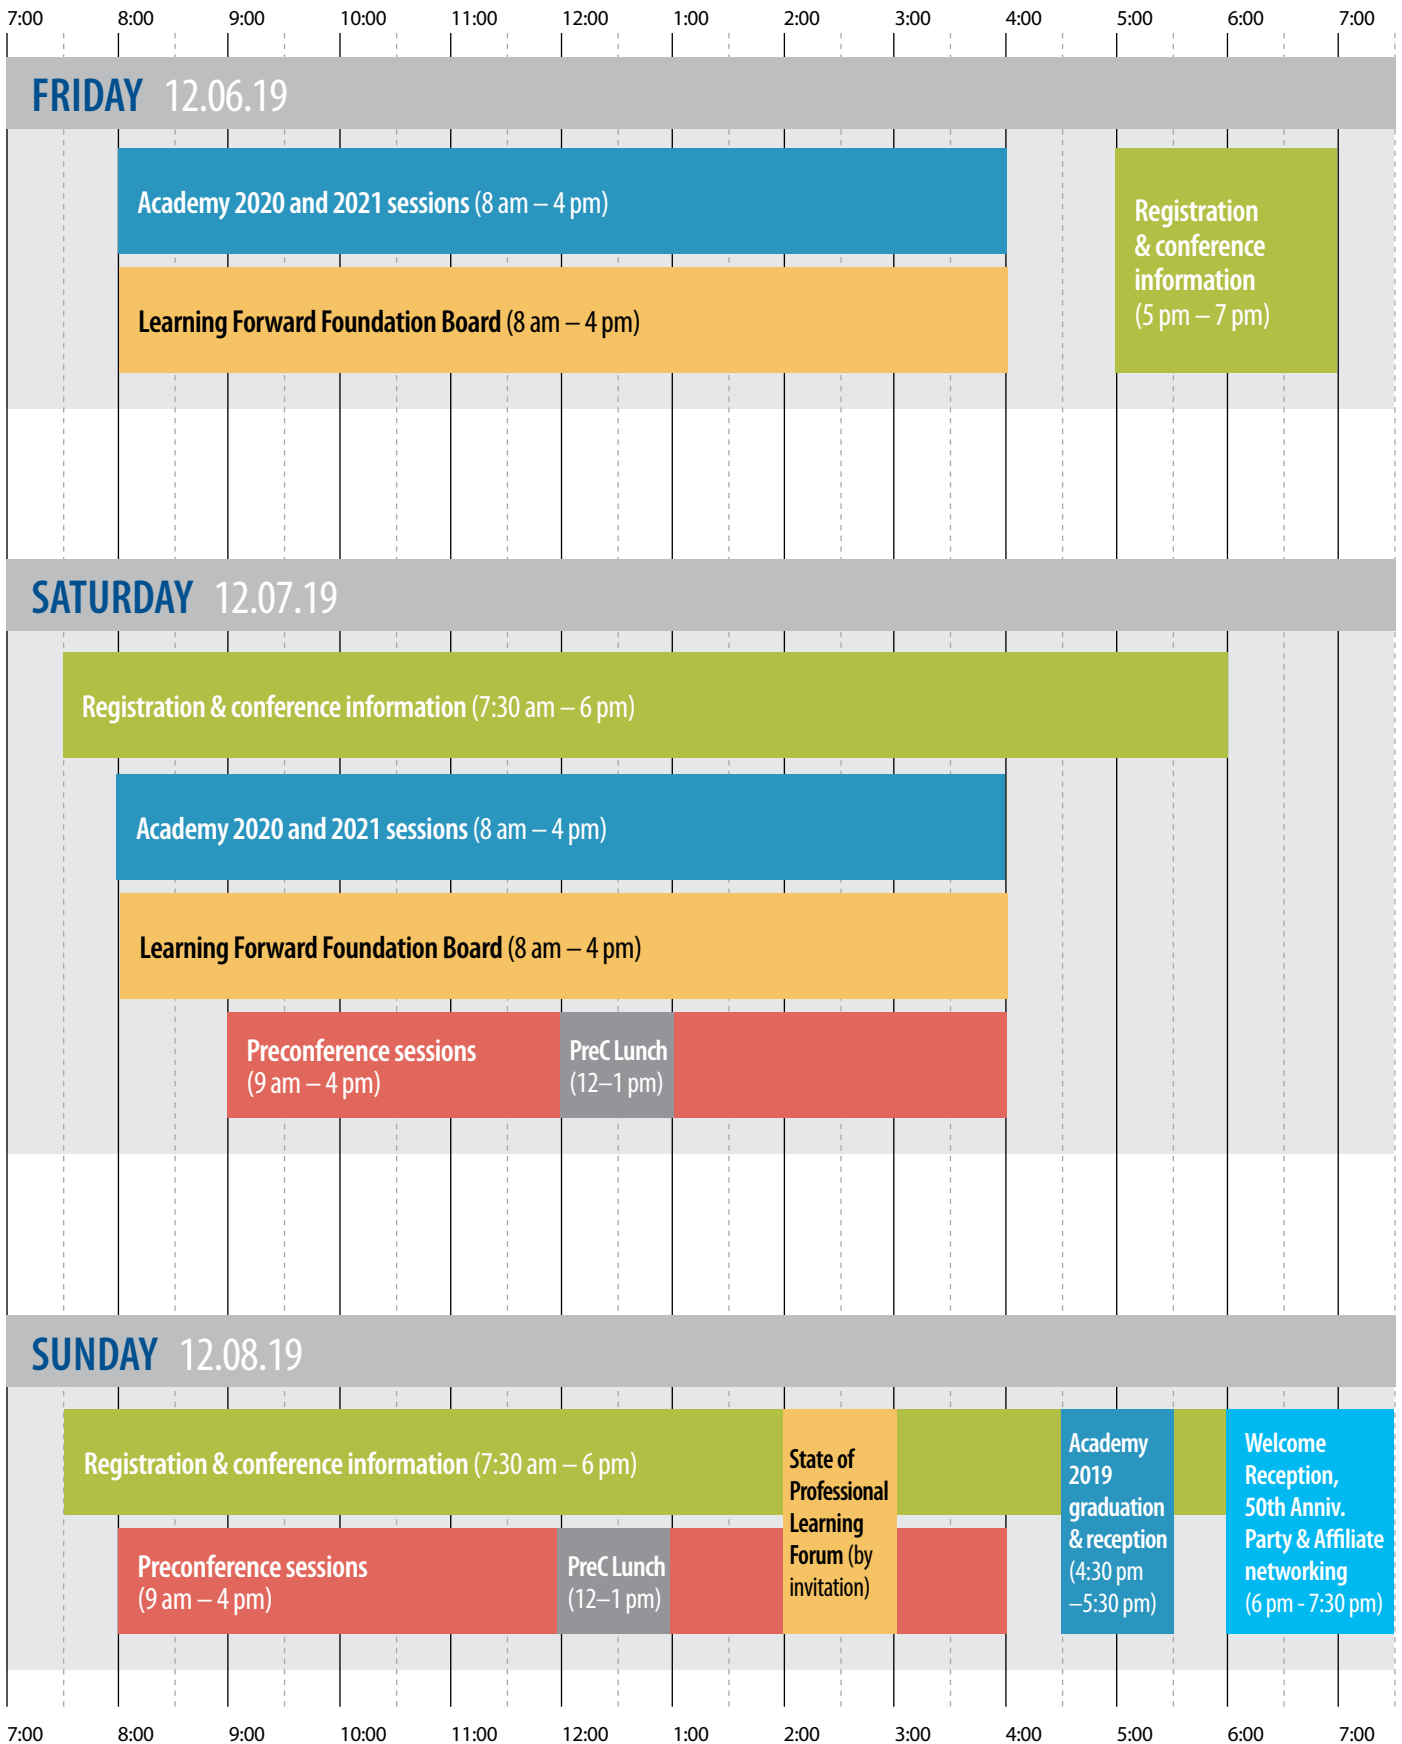 7:00 8:00 9:00 10:00 11:00 12:00 1:00 2:00 3:00 4:00 5:00 6:00 7:00
FRIDAY 12.06.19
Academy 2020 and 2021 sessions (8 am – 4 pm)
Learning Forward Foundation Board (8 am – 4 pm)
Registration
& conference
information
(5 pm – 7 pm)
SATURDAY 12.07.19
Registration & conference information (7:30 am – 6 pm)
Academy 2020 and 2021 sessions (8 am – 4 pm)
Learning Forward Foundation Board (8 am – 4 pm)
Preconference sessions
(9 am – 4 pm)
PreC Lunch
(12–1 pm)
SUNDAY 12.08.19
Registration & conference information (7:30 am – 6 pm)
Preconference sessions
(9 am – 4 pm)
PreC Lunch
(12–1 pm)
State of
Professional
Learning
Forum (by
invitation)
Academy
2019
graduation
& reception
(4:30 pm
–5:30 pm)
Welcome
Reception,
50th Anniv.
Party & Affiliate
networking
(6 pm - 7:30 pm)
7:00 8:00 9:00 10:00 11:00 12:00 1:00 2:00 3:00 4:00 5:00 6:00 7:00